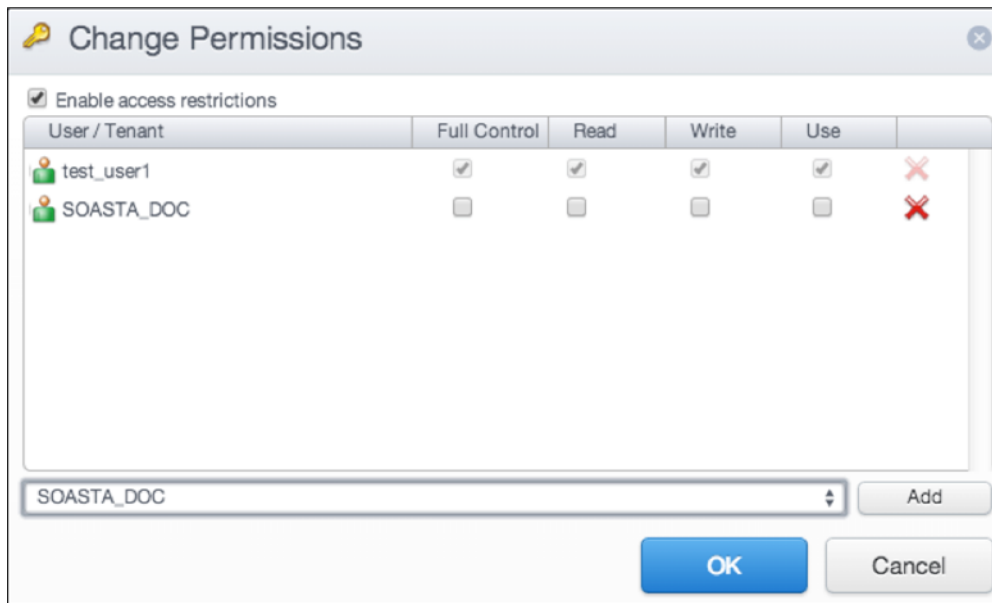 Change Permissions
Enable access restrictions
User / Tenant Full Control Read Write Use
test_user1
SOASTA_DOC
SOASTA_DOC Add
OK Cancel